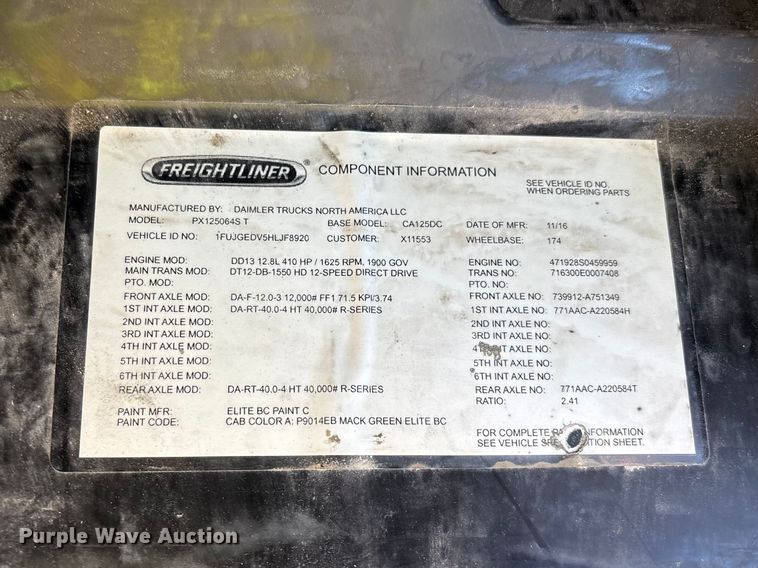 FREIGHTLINER ® COMPONENT INFORMATION
SEE VEHICLE ID NO.
WHEN ORDERING PARTS
MANUFACTURED BY: DAIMLER TRUCKS NORTH AMERICA LLC
MODEL: PX125064S T BASE MODEL: CA125DC DATE OF MFR: 11/16
VEHICLE ID NO: 1FUJGEDV5HLJF8920 CUSTOMER: X11553 WHEELBASE: 174
ENGINE MOD: DD13 12.8L 410 HP / 1625 RPM, 1900 GOV ENGINE NO: 471928S0459959
MAIN TRANS MOD: DT12-DB-1550 HD 12-SPEED DIRECT DRIVE TRANS NO: 716300E0007408
PTO. MOD: PTO. NO:
FRONT AXLE MOD: DA-F-12.0-3 12,000# FF1 71.5 KPI/3.74 FRONT AXLE NO: 739912-A751349
1ST INT AXLE MOD: DA-RT-40.0-4 HT 40,000# R-SERIES 1ST INT AXLE NO: 771AAC-A220584H
2ND INT AXLE MOD: 2ND INT AXLE NO:
3RD INT AXLE MOD: 3RD INT AXLE NO:
4TH INT AXLE MOD: 4TH INT AXLE NO:
5TH INT AXLE MOD: 5TH INT AXLE NO:
6TH INT AXLE MOD: 6TH INT AXLE NO:
REAR AXLE MOD: DA-RT-40.0-4 HT 40,000# R-SERIES REAR AXLE NO: 771AAC-A220584T
RATIO: 2.41
PAINT MFR: ELITE BC PAINT C
PAINT CODE: CAB COLOR A: P9014EB MACK GREEN ELITE BC
FOR COMPLETE INFORMATION
SEE VEHICLE SHEET.
Purple Wave Auction